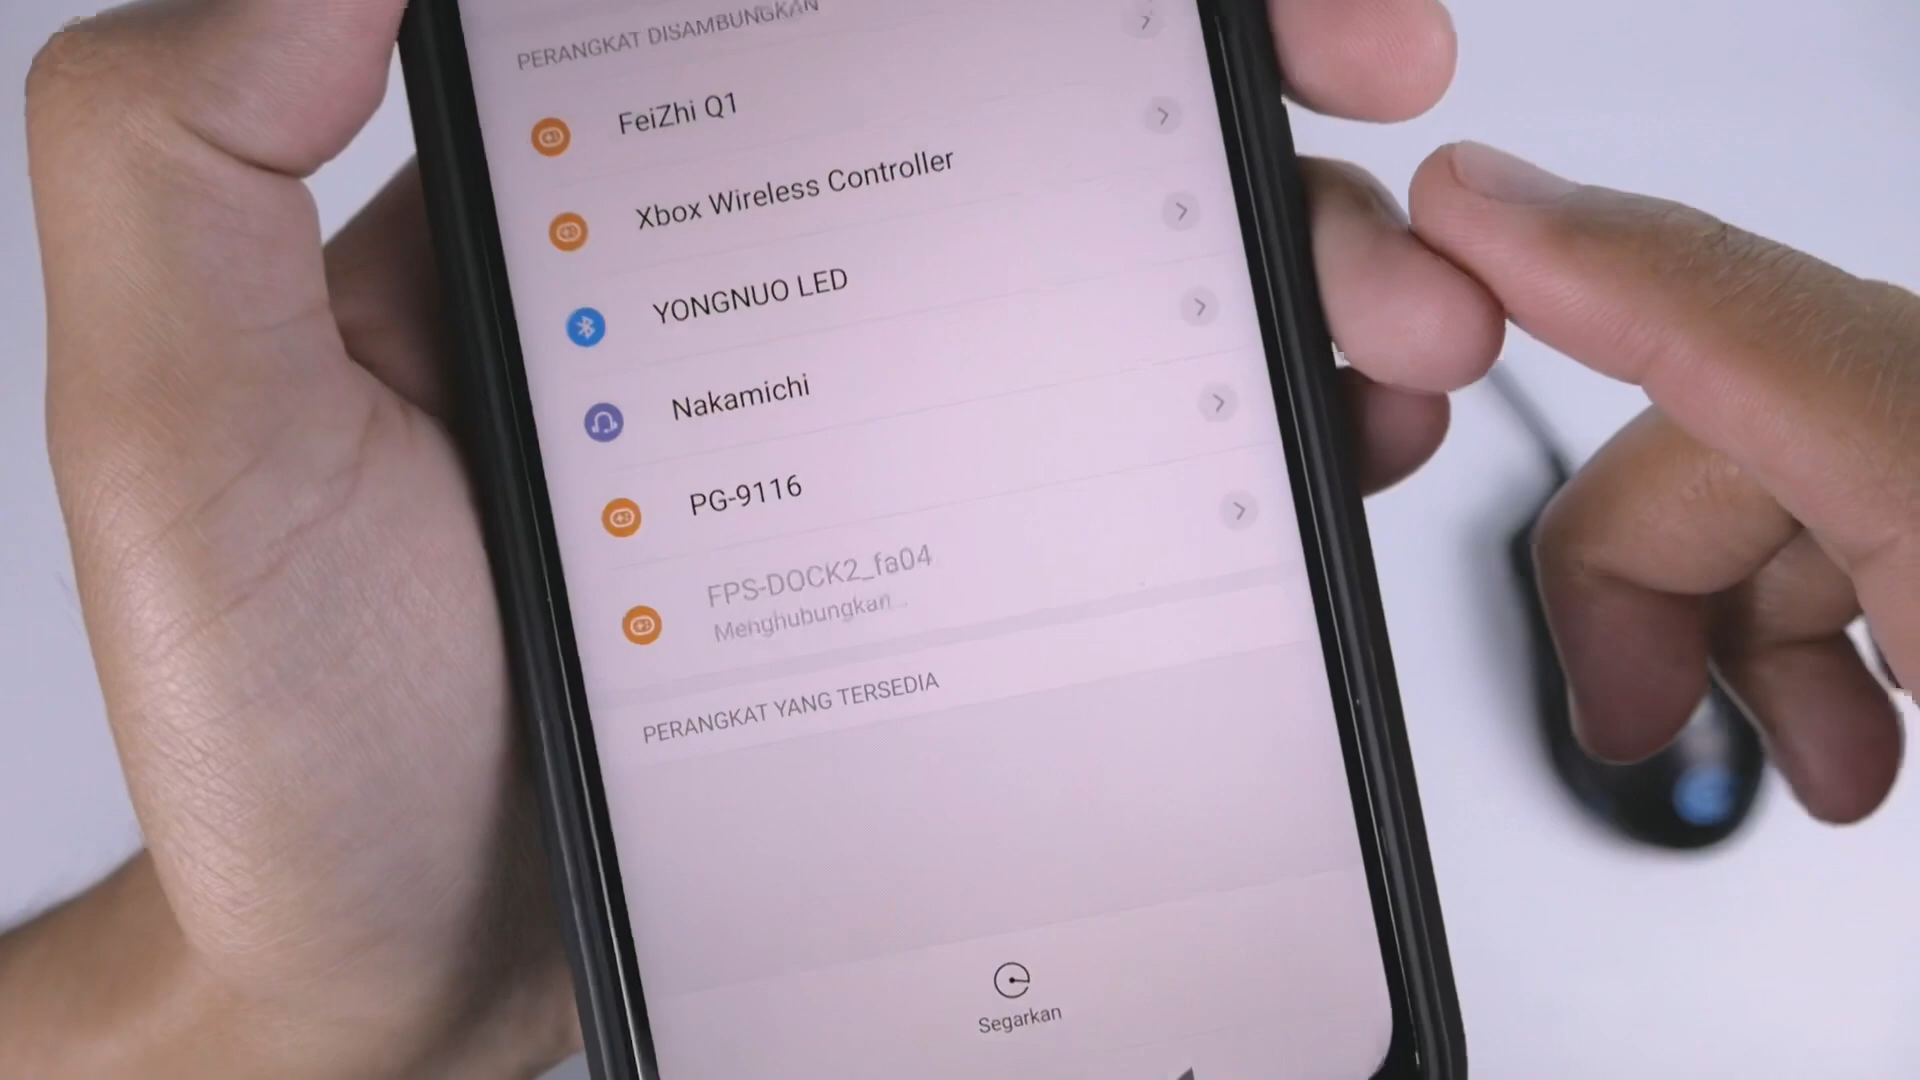 PERANGKAT DISAMBUNGKAN
FeiZhi Q1
Xbox Wireless Controller
YONGNUO LED
Nakamichi
PG-9116
FPS-DOCK2_fa04
Menghubungkan...
PERANGKAT YANG TERSEDIA
Segarkan